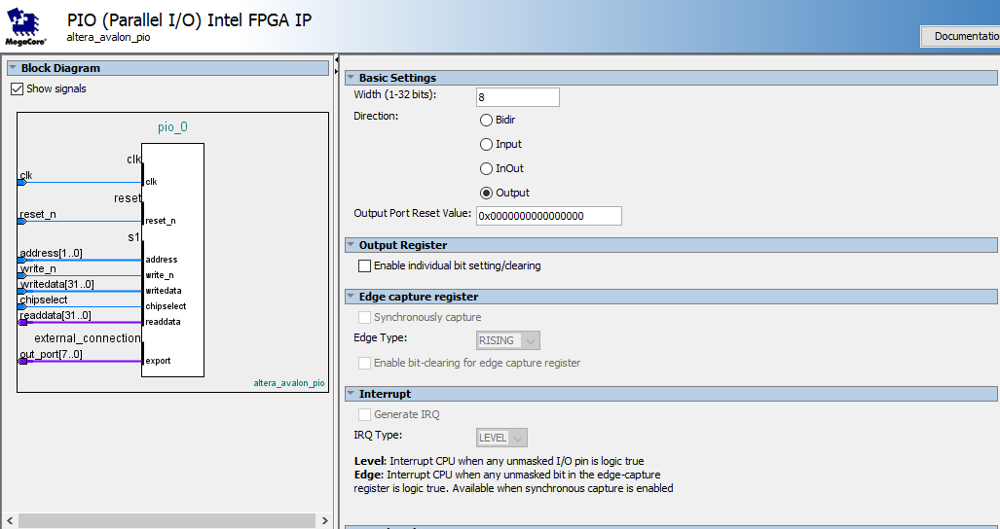 PIO (Parallel I/O) Intel FPGA IP
altera_avalon_pio
MegaCore®
Documentatio
Block Diagram
Show signals
pio_0
clk
clk
clk
reset
reset_n
reset_n
s1
address[1..0]
address
write_n
write_n
writedata[31..0]
writedata
chipselect
chipselect
readdata[31..0]
readdata
external_connection
out_port[7..0]
export
altera_avalon_pio
Basic Settings
Width (1-32 bits):
8
Direction:
Bidir
Input
InOut
Output
Output Port Reset Value:
0x0000000000000000
Output Register
Enable individual bit setting/clearing
Edge capture register
Synchronously capture
Edge Type:
RISING
Enable bit-clearing for edge capture register
Interrupt
Generate IRQ
IRQ Type:
LEVEL
Level: Interrupt CPU when any unmasked I/O pin is logic true
Edge: Interrupt CPU when any unmasked bit in the edge-capture
register is logic true. Available when synchronous capture is enabled